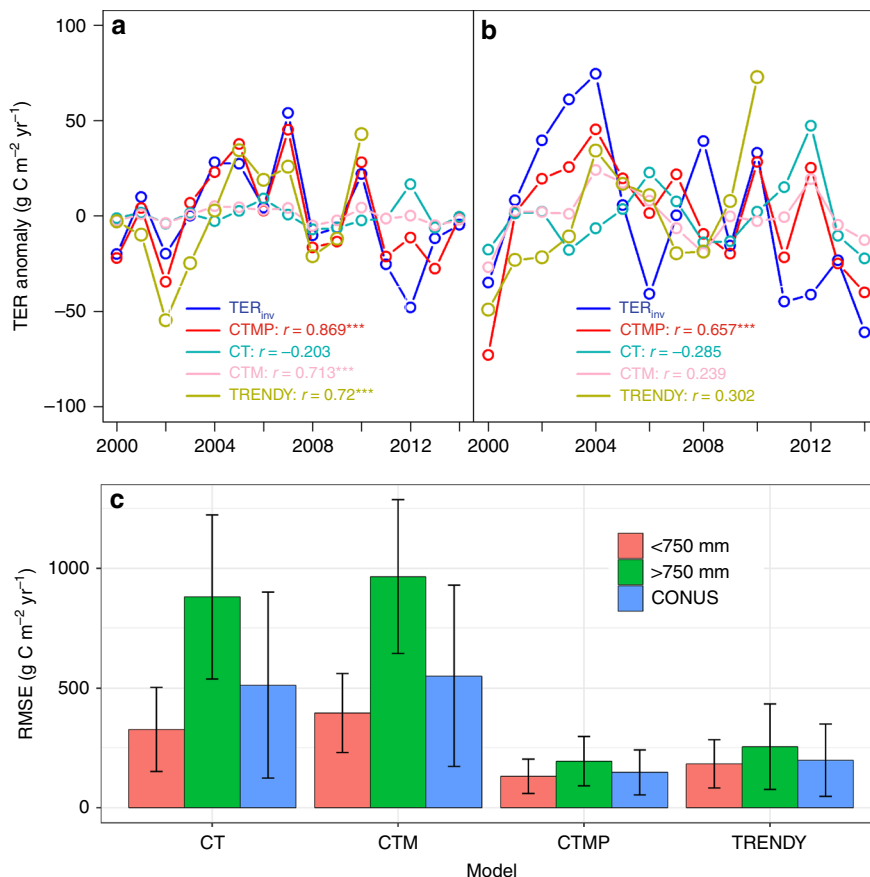 a
b
TER anomaly (g C m⁻² yr⁻¹)
100
50
0
−50
−100
TERinv
CTMP: r = 0.869***
CT: r = −0.203
CTM: r = 0.713***
TRENDY: r = 0.72***
TERinv
CTMP: r = 0.657***
CT: r = −0.285
CTM: r = 0.239
TRENDY: r = 0.302
2000 2004 2008 2012 2000 2004 2008 2012
c
RMSE (g C m⁻² yr⁻¹)
1000
500
0
<750 mm
>750 mm
CONUS
CT CTM CTMP TRENDY
Model